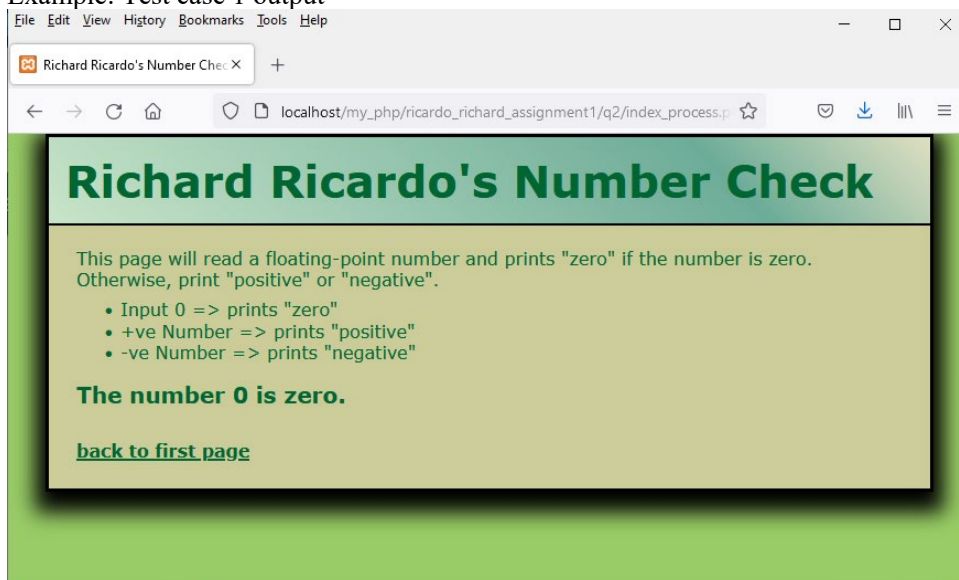 Example: Test case 1 output
File Edit View History Bookmarks Tools Help
Richard Ricardo's Number Chec
localhost/my_php/ricardo_richard_assignment1/q2/index_process.p
Richard Ricardo's Number Check
This page will read a floating-point number and prints "zero" if the number is zero.
Otherwise, print "positive" or "negative".
• Input 0 => prints "zero"
• +ve Number => prints "positive"
• -ve Number => prints "negative"
The number 0 is zero.
back to first page